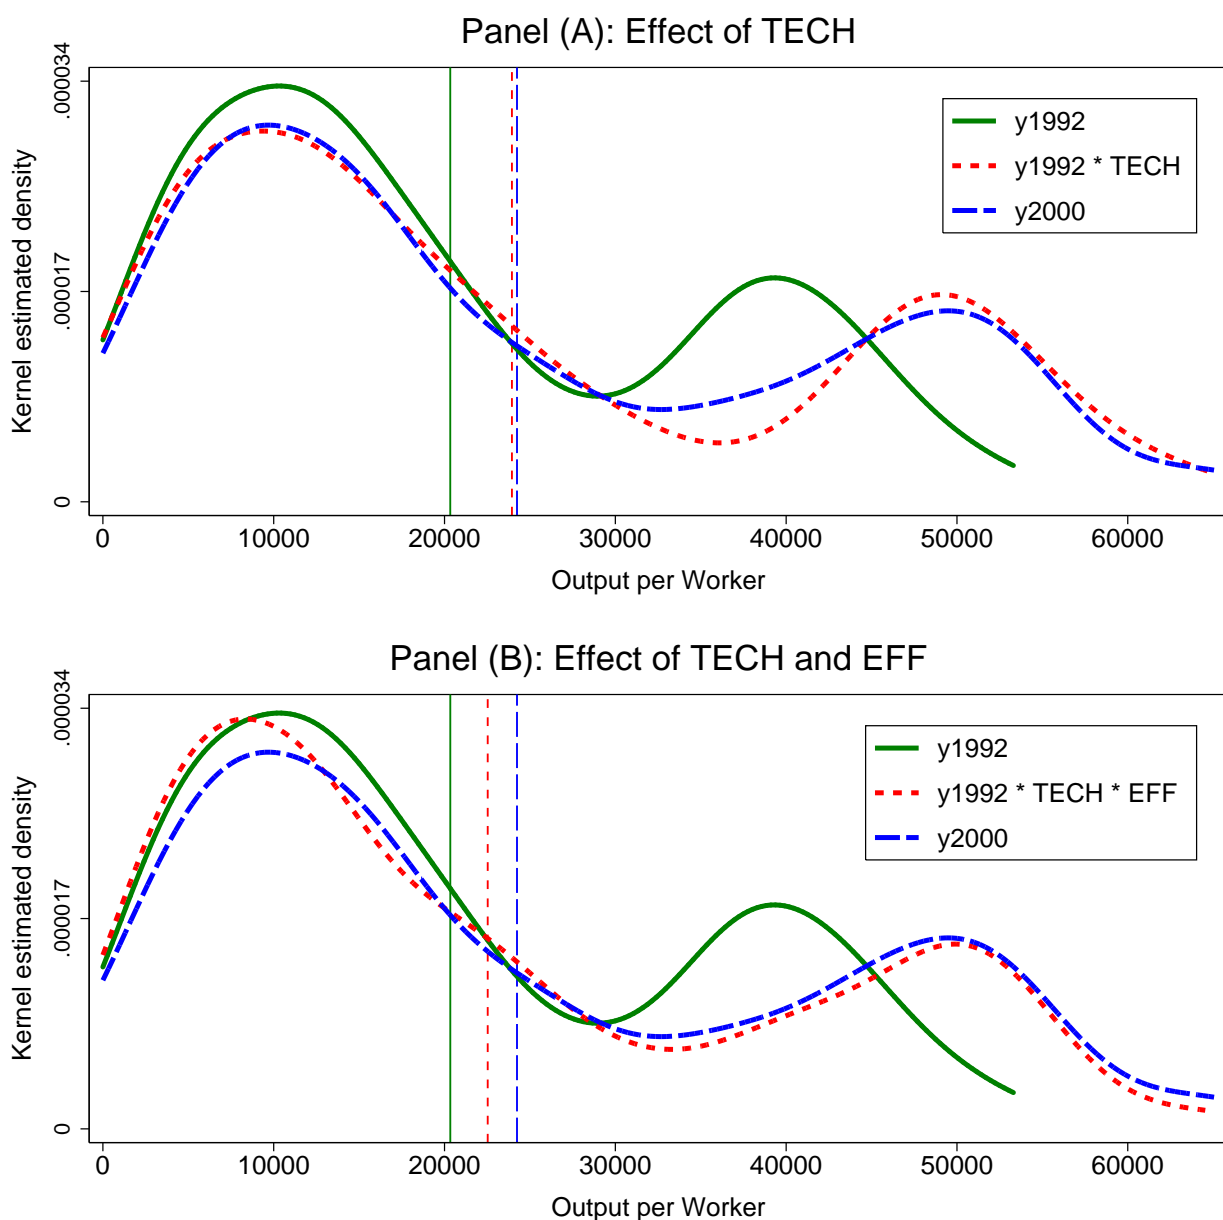 Panel (A): Effect of TECH
Kernel estimated density
.000034
.000017
0
y1992
y1992 * TECH
y2000
0 10000 20000 30000 40000 50000 60000
Output per Worker
Panel (B): Effect of TECH and EFF
Kernel estimated density
.000034
.000017
0
y1992
y1992 * TECH * EFF
y2000
0 10000 20000 30000 40000 50000 60000
Output per Worker